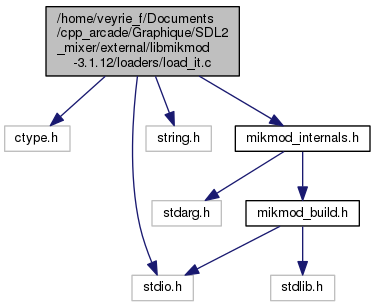 /home/veyrie_f/Documents
/cpp_arcade/Graphique/SDL2
_mixer/external/libmikmod
-3.1.12/loaders/load_it.c
ctype.h
string.h
mikmod_internals.h
stdarg.h
mikmod_build.h
stdio.h
stdlib.h